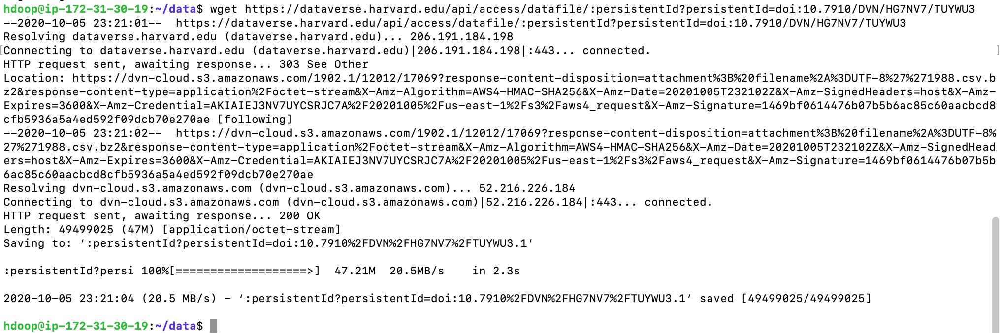 hdoop@ip-172-31-30-19:~/data$ wget https://dataverse.harvard.edu/api/access/datafile/:persistentId?persistentId=doi:10.7910/DVN/HG7NV7/TUYWU3
--2020-10-05 23:21:01--  https://dataverse.harvard.edu/api/access/datafile/:persistentId?persistentId=doi:10.7910/DVN/HG7NV7/TUYWU3
Resolving dataverse.harvard.edu (dataverse.harvard.edu)... 206.191.184.198
[Connecting to dataverse.harvard.edu (dataverse.harvard.edu)|206.191.184.198|:443... connected. ]
HTTP request sent, awaiting response... 303 See Other
Location: https://dvn-cloud.s3.amazonaws.com/1902.1/12012/17069?response-content-disposition=attachment%3B%20filename%2A%3DUTF-8%27%271988.csv.b
z2&response-content-type=application%2Foctet-stream&X-Amz-Algorithm=AWS4-HMAC-SHA256&X-Amz-Date=20201005T232102Z&X-Amz-SignedHeaders=host&X-Amz-
Expires=3600&X-Amz-Credential=AKIAIEJ3NV7UYCSRJC7A%2F20201005%2Fus-east-1%2Fs3%2Faws4_request&X-Amz-Signature=1469bf0614476b07b5b6ac85c60aacbcd8
cfb5936a5a4ed592f09dcb70e270ae [following]
--2020-10-05 23:21:02--  https://dvn-cloud.s3.amazonaws.com/1902.1/12012/17069?response-content-disposition=attachment%3B%20filename%2A%3DUTF-8%
27%271988.csv.bz2&response-content-type=application%2Foctet-stream&X-Amz-Algorithm=AWS4-HMAC-SHA256&X-Amz-Date=20201005T232102Z&X-Amz-SignedHead
ers=host&X-Amz-Expires=3600&X-Amz-Credential=AKIAIEJ3NV7UYCSRJC7A%2F20201005%2Fus-east-1%2Fs3%2Faws4_request&X-Amz-Signature=1469bf0614476b07b5b
6ac85c60aacbcd8cfb5936a5a4ed592f09dcb70e270ae
Resolving dvn-cloud.s3.amazonaws.com (dvn-cloud.s3.amazonaws.com)... 52.216.226.184
Connecting to dvn-cloud.s3.amazonaws.com (dvn-cloud.s3.amazonaws.com)|52.216.226.184|:443... connected.
HTTP request sent, awaiting response... 200 OK
Length: 49499025 (47M) [application/octet-stream]
Saving to: ‘:persistentId?persistentId=doi:10.7910%2FDVN%2FHG7NV7%2FTUYWU3.1’
:persistentId?persi 100%[===================>]  47.21M  20.5MB/s    in 2.3s
2020-10-05 23:21:04 (20.5 MB/s) - ‘:persistentId?persistentId=doi:10.7910%2FDVN%2FHG7NV7%2FTUYWU3.1’ saved [49499025/49499025]
hdoop@ip-172-31-30-19:~/data$